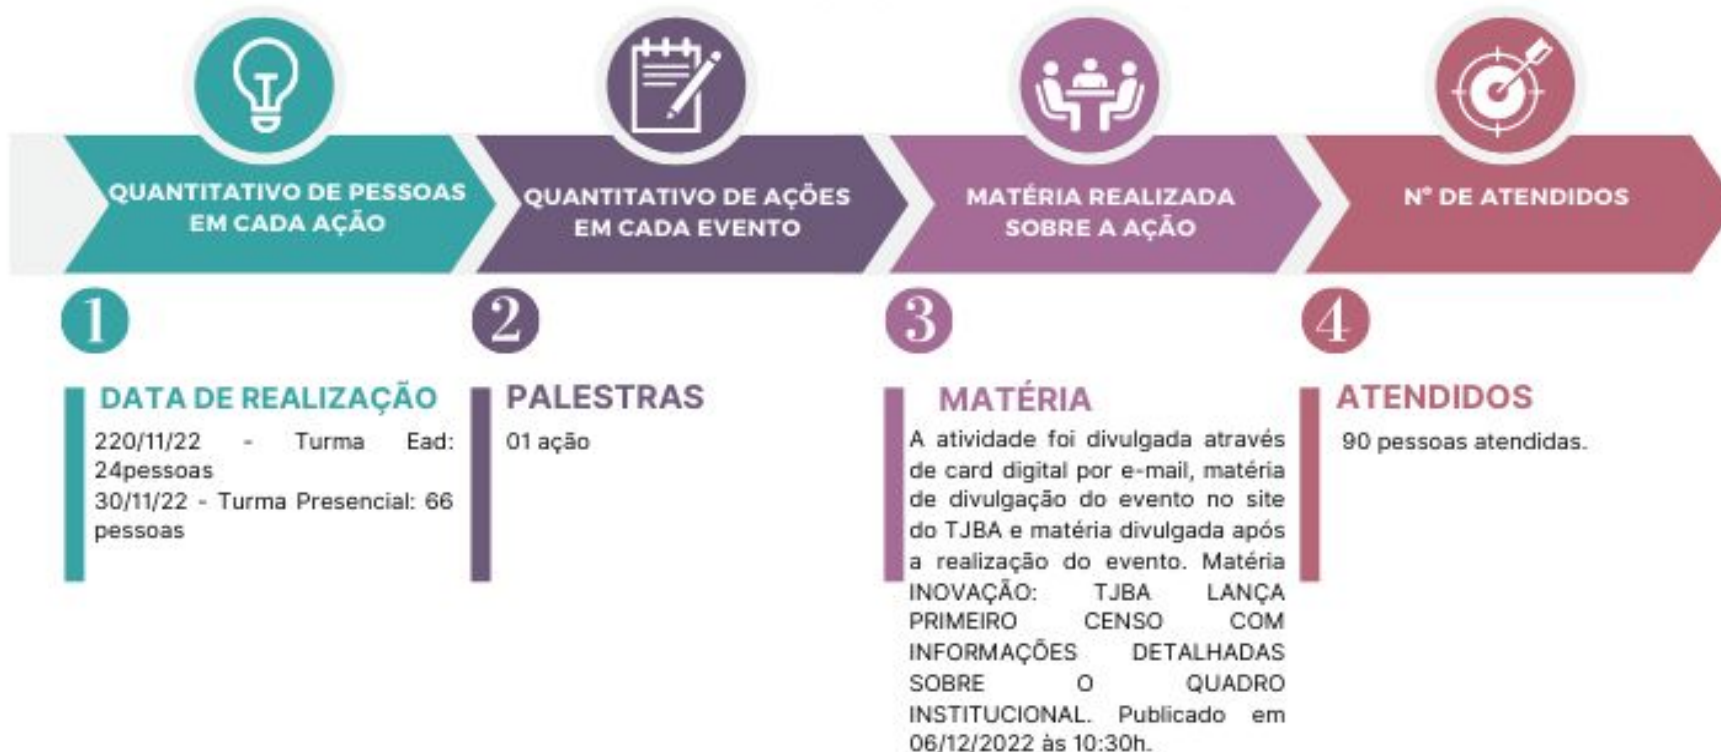 QUANTITATIVO DE PESSOAS
EM CADA AÇÃO
QUANTITATIVO DE AÇÕES
EM CADA EVENTO
MATÉRIA REALIZADA
SOBRE A AÇÃO
Nº DE ATENDIDOS
1
DATA DE REALIZAÇÃO
220/11/22 - Turma Ead:
24pessoas
30/11/22 - Turma Presencial: 66
pessoas
2
PALESTRAS
01 ação
3
MATÉRIA
A atividade foi divulgada através
de card digital por e-mail, matéria
de divulgação do evento no site
do TJBA e matéria divulgada após
a realização do evento. Matéria
INOVAÇÃO: TJBA LANÇA
PRIMEIRO CENSO COM
INFORMAÇÕES DETALHADAS
SOBRE O QUADRO
INSTITUCIONAL. Publicado em
06/12/2022 às 10:30h.
4
ATENDIDOS
90 pessoas atendidas.